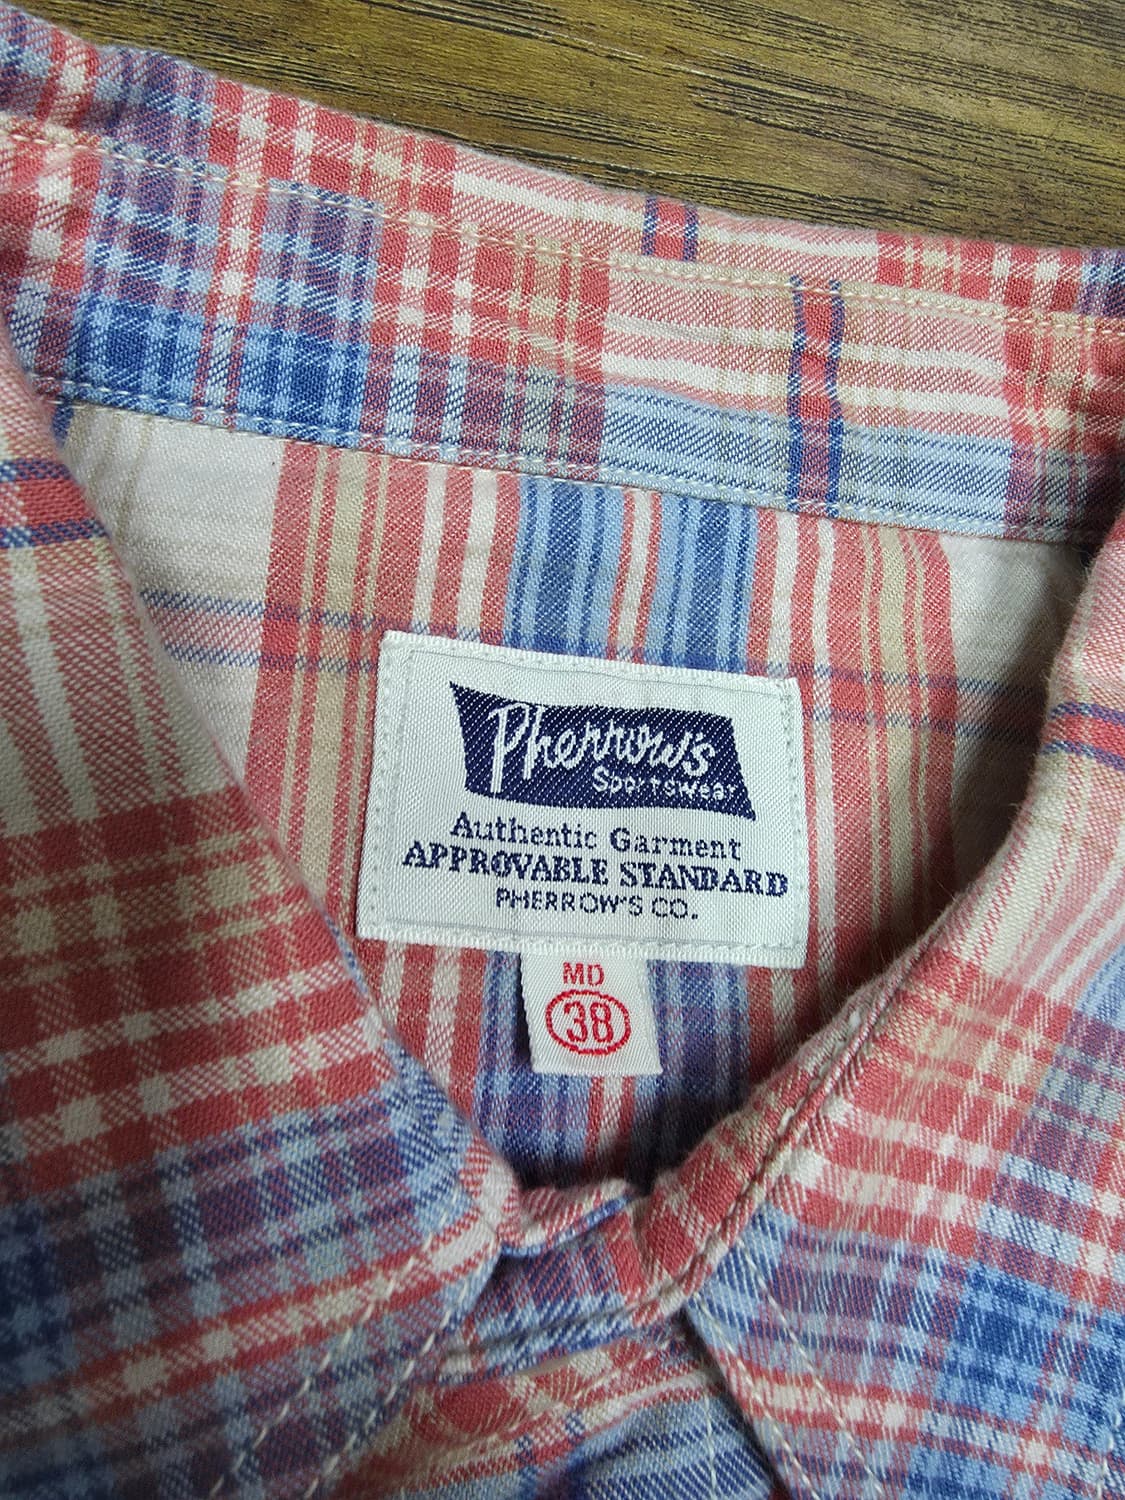 Pherrow's
Sportswear
Authentic Garment
APPROVABLE STANDARD
PHERROW'S CO.
MD
38